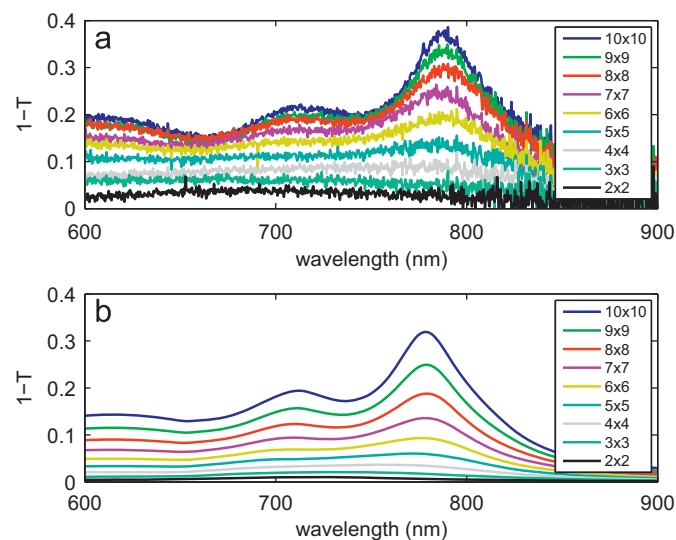 a
0.4
0.3
0.2
0.1
0
1−T
10x10
9x9
8x8
7x7
6x6
5x5
4x4
3x3
2x2
600
700
800
900
wavelength (nm)
b
0.4
0.3
0.2
0.1
0
1−T
10x10
9x9
8x8
7x7
6x6
5x5
4x4
3x3
2x2
600
700
800
900
wavelength (nm)